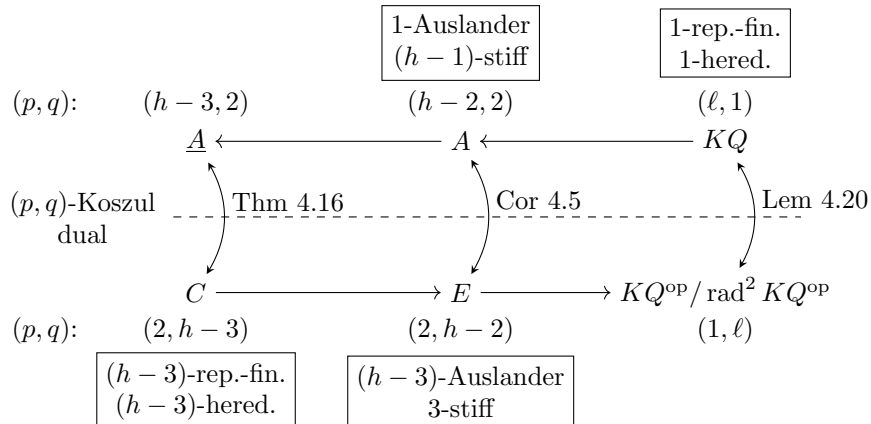 1-Auslander
(h − 1)-stiff
1-rep.-fin.
1-hered.
(p, q): (h − 3, 2) (h − 2, 2) (ℓ, 1)
A A KQ
(p, q)-Koszul
dual
Thm 4.16 Cor 4.5 Lem 4.20
C E KQ^op/ rad^2 KQ^op
(p, q): (2, h − 3) (2, h − 2) (1, ℓ)
(h − 3)-rep.-fin.
(h − 3)-hered.
(h − 3)-Auslander
3-stiff